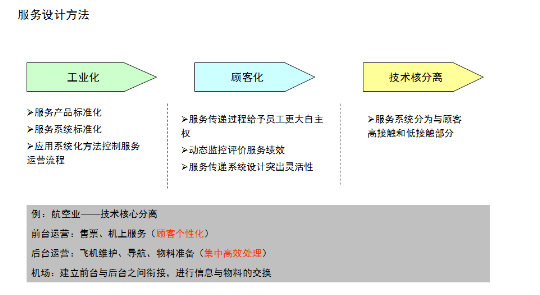 服务设计方法
工业化
顾客化
技术核分离
➢服务产品标准化
➢服务系统标准化
➢应用系统化方法控制服务
运营流程
➢服务传递过程给予员工更大自主
权
➢动态监控评价服务绩效
➢服务传递系统设计突出灵活性
➢服务系统分为与顾客
高接触和低接触部分
例：航空业——技术核心分离
前台运营：售票、机上服务（顾客个性化）
后台运营：飞机维护、导航、物料准备（集中高效处理）
机场：建立前台与后台之间衔接，进行信息与物料的交换